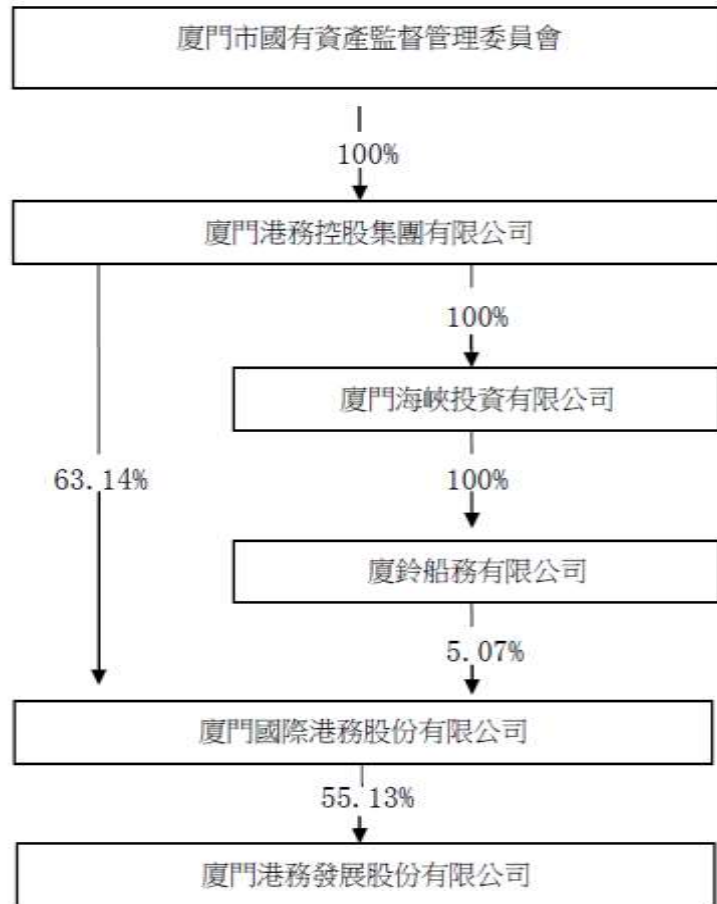 廈門市國有資產監督管理委員會
100%
廈門港務控股集團有限公司
100%
廈門海峽投資有限公司
63.14%
100%
廈鈴船務有限公司
5.07%
廈門國際港務股份有限公司
55.13%
廈門港務發展股份有限公司